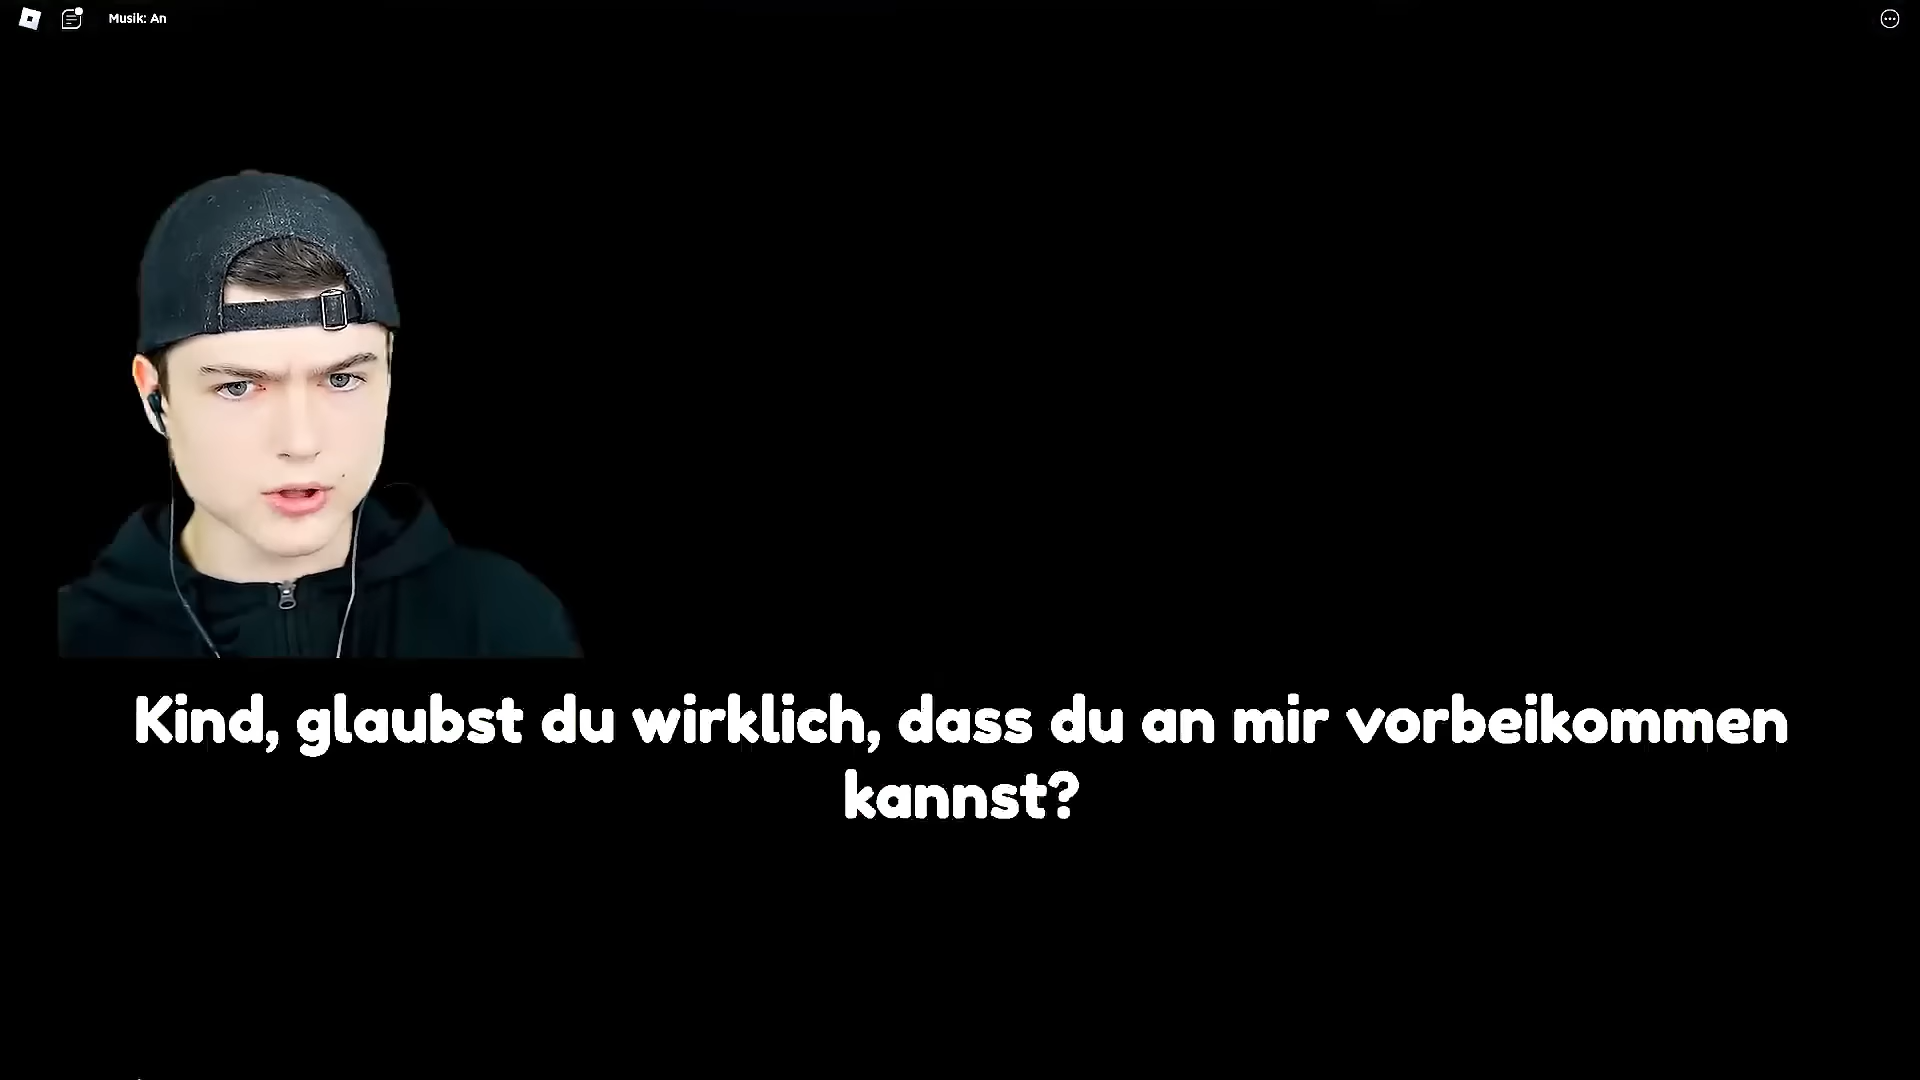 Musik: An
Kind, glaubst du wirklich, dass du an mir vorbeikommen
kannst?